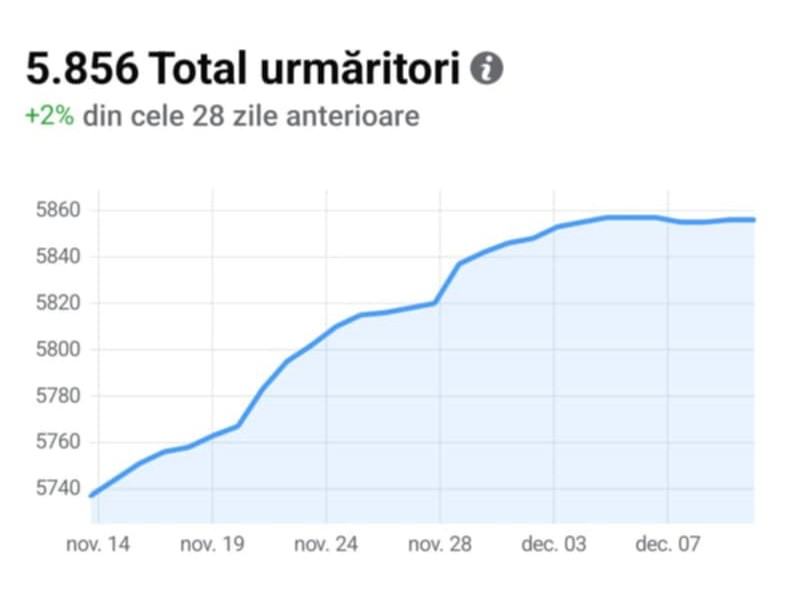 5.856 Total urmăritori
+2% din cele 28 zile anterioare
5860
5840
5820
5800
5780
5760
5740
nov. 14 nov. 19 nov. 24 nov. 28 dec. 03 dec. 07